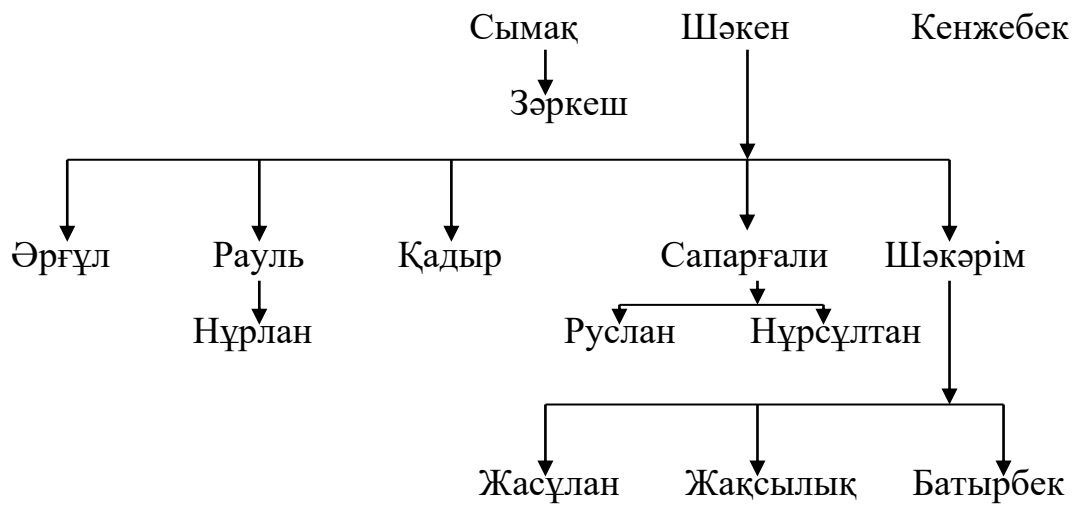 Сымақ Шәкен Кенжебек
Зәркеш
Әрғұл Рауль Қадыр Сапарғали Шәкәрім
Нұрлан Руслан Нұрсұлтан
Жасұлан Жақсылық Батырбек